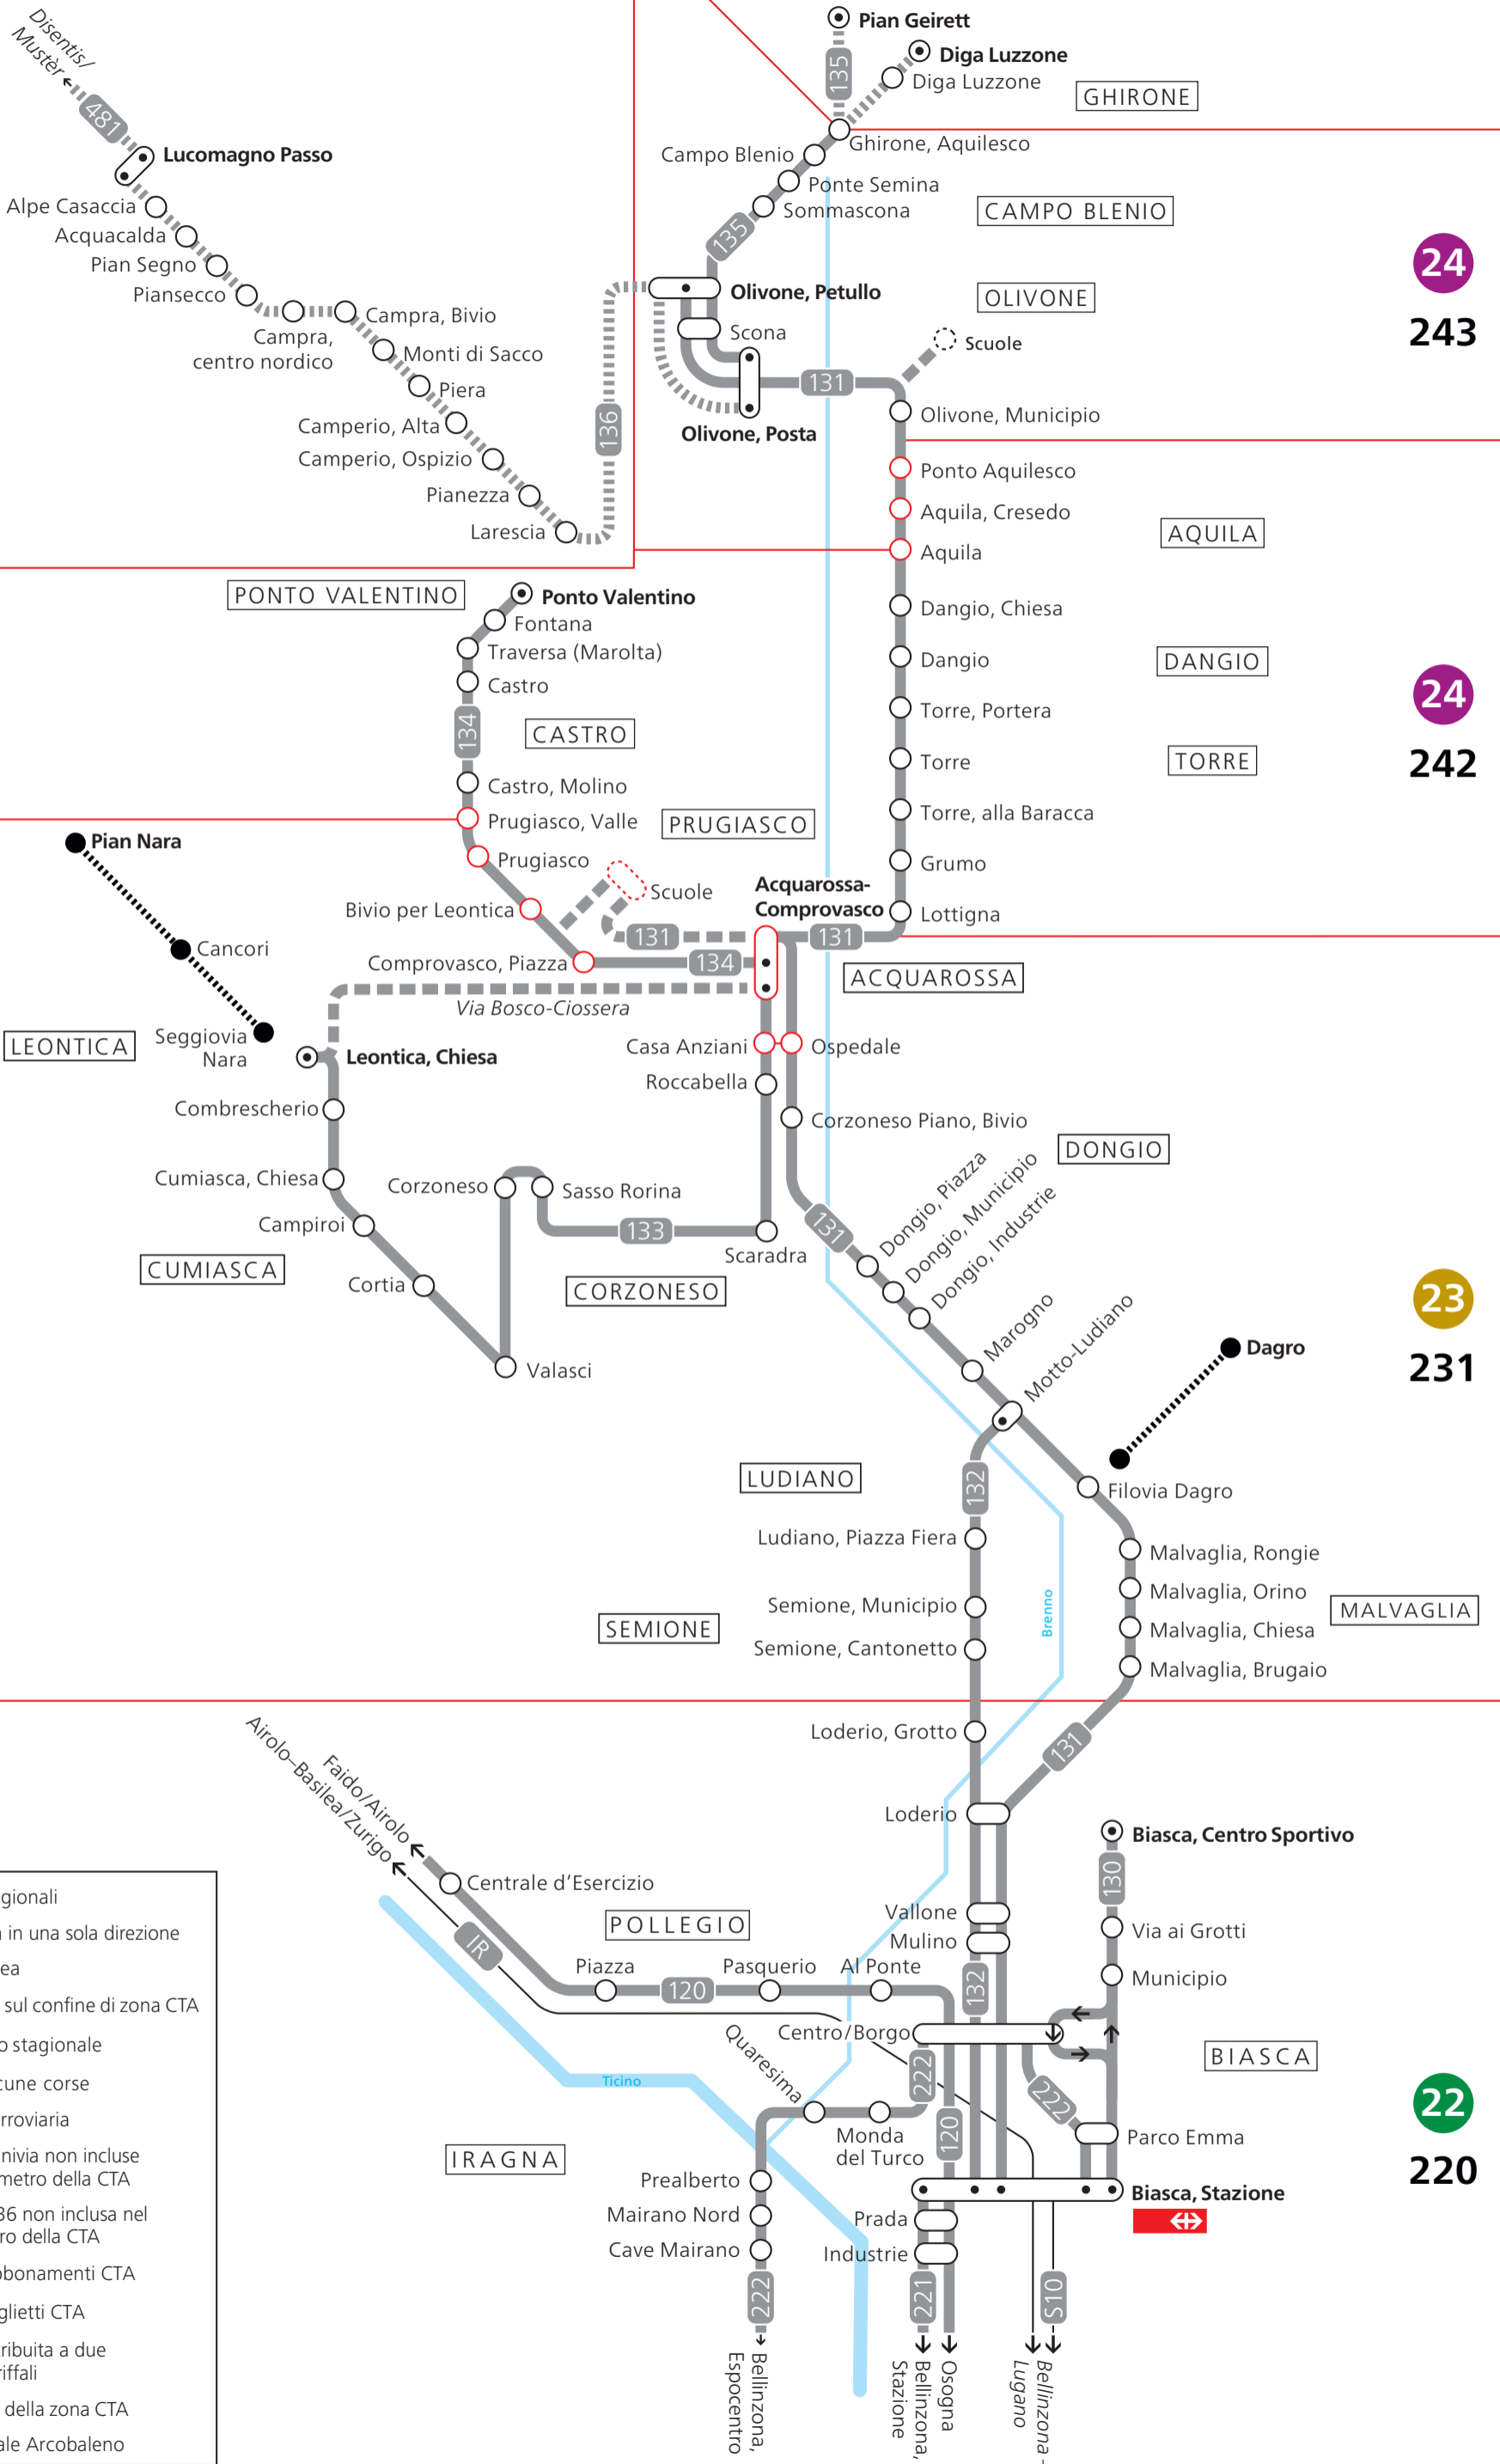 Disentis/
Mustèr
481
Lucomagno Passo
Alpe Casaccia
Acquacalda
Pian Segno
Piansecco
Campra,
centro nordico
Campra, Bivio
Monti di Sacco
Piera
Camperio, Alta
Camperio, Ospizio
Pianezza
Larescia
136
Pian Geirett
135
Diga Luzzone
Diga Luzzone
GHIRONE
Ghirone, Aquilesco
Campo Blenio
Ponte Semina
Sommascona
CAMPO BLENIO
135
Olivone, Petullo
OLIVONE
Scona
Scuole
131
Olivone, Posta
Olivone, Municipio
24
243
Ponto Aquilesco
Aquila, Cresedo
Aquila
AQUILA
Dangio, Chiesa
Dangio
DANGIO
Torre, Portera
Torre
TORRE
Torre, alla Baracca
Grumo
Lottigna
24
242
PONTO VALENTINO
Ponto Valentino
Fontana
Traversa (Marolta)
Castro
134
CASTRO
Castro, Molino
Prugiasco, Valle
PRUGIASCO
Prugiasco
Scuole
Bivio per Leontica
Comprovasco, Piazza
131
134
Acquarossa-
Comprovasco
131
ACQUAROSSA
Via Bosco-Ciossera
Pian Nara
Cancori
Seggiovia
Nara
LEONTICA
Leontica, Chiesa
Combrescherio
Cumiasca, Chiesa
Campiroi
CUMIASCA
Cortia
Valasci
Corzoneso
Sasso Rorina
133
CORZONESO
Scaradra
Casa Anziani
Ospedale
Roccabella
Corzoneso Piano, Bivio
DONGIO
131
Dongio, Piazza
Dongio, Municipio
Dongio, Industrie
Marogno
Motto-Ludiano
Dagro
Filovia Dagro
23
231
LUDIANO
132
Ludiano, Piazza Fiera
SEMIONE
Semione, Municipio
Semione, Cantonetto
Brenno
Malvaglia, Rongie
Malvaglia, Orino
Malvaglia, Chiesa
Malvaglia, Brugaio
MALVAGLIA
Loderio, Grotto
131
Loderio
Vallone
Mulino
132
Airolo–Basilea/Zurigo
Faido/Airolo
Centrale d'Esercizio
POLLEGIO
IR
Piazza
120
Pasquerio
Al Ponte
Centro/Borgo
Biasca, Centro Sportivo
130
Via ai Grotti
Municipio
BIASCA
222
222
120
Quaresima
Monda
del Turco
Ticino
IRAGNA
Parco Emma
Biasca, Stazione
Prealberto
Mairano Nord
Cave Mairano
Prada
Industrie
222
221
S10
Bellinzona,
Espocentro
Bellinzona,
Stazione
Osogna
Bellinzona-
Lugano
22
220
gionali
in una sola direzione
ea
sul confine di zona CTA
o stagionale
cune corse
rroviaria
nivia non incluse
metro della CTA
36 non inclusa nel
ro della CTA
bonamenti CTA
glietti CTA
ribuita a due
riffali
della zona CTA
ale Arcobaleno